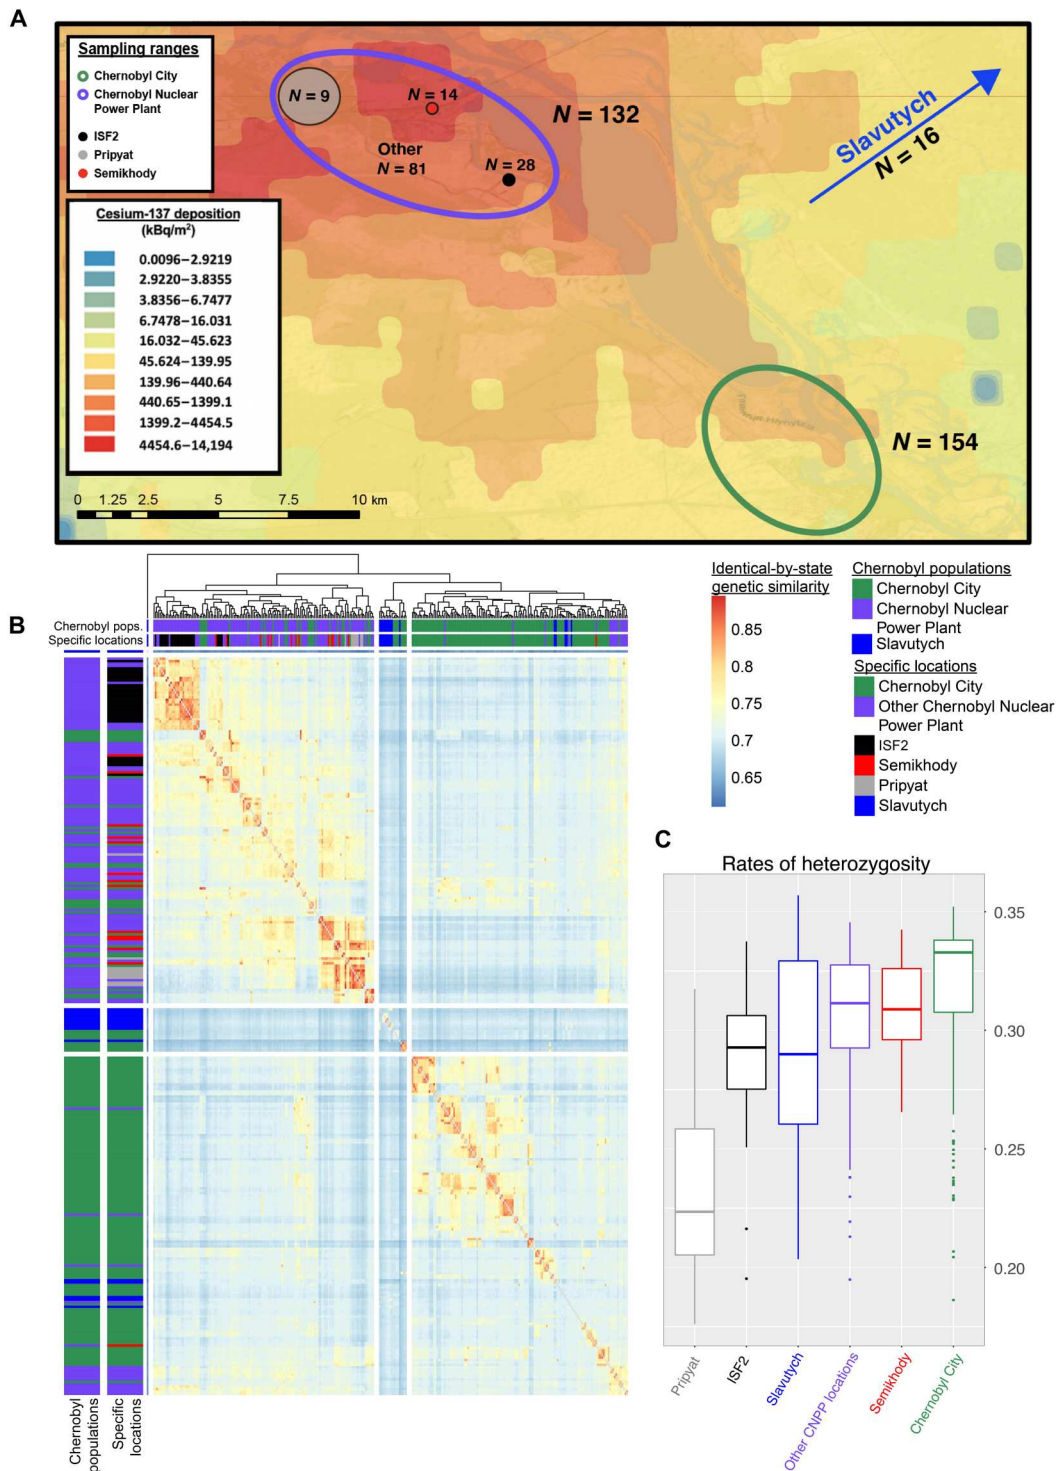 A
Sampling ranges
Chernobyl City
Chernobyl Nuclear
Power Plant
ISF2
Pripyat
Semikhody
Cesium-137 deposition
(kBq/m²)
0.0096–2.9219
2.9220–3.8355
3.8356–6.7477
6.7478–16.031
16.032–45.623
45.624–139.95
139.96–440.64
440.65–1399.1
1399.2–4454.5
4454.6–14,194
0 1.25 2.5 5 7.5 10 km
N = 9
N = 14
Other
N = 81
N = 28
N = 132
Slavutych
N = 16
N = 154
B
Chernobyl pops.
Specific locations
Chernobyl
populations
Specific
locations
Identical-by-state
genetic similarity
0.85
0.8
0.75
0.7
0.65
Chernobyl populations
Chernobyl City
Chernobyl Nuclear
Power Plant
Slavutych
Specific locations
Chernobyl City
Other Chernobyl Nuclear
Power Plant
ISF2
Semikhody
Pripyat
Slavutych
C
Rates of heterozygosity
0.35
0.30
0.25
0.20
Pripyat
ISF2
Slavutych
Other CNPP locations
Semikhody
Chernobyl City